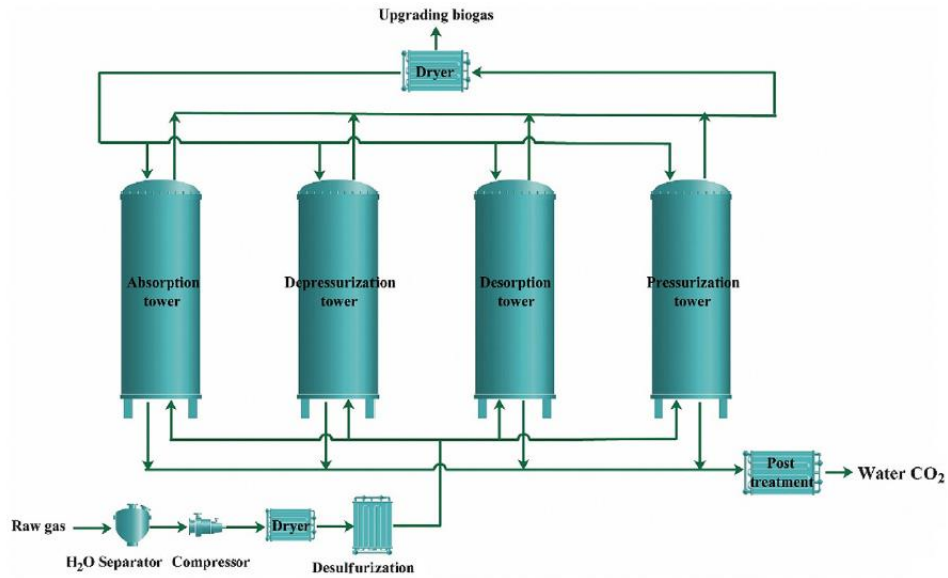 Upgrading biogas
Dryer
Absorption
tower
Depressurization
tower
Desorption
tower
Pressurization
tower
Post
treatment
Water CO₂
Raw gas
Dryer
H₂O Separator
Compressor
Desulfurization